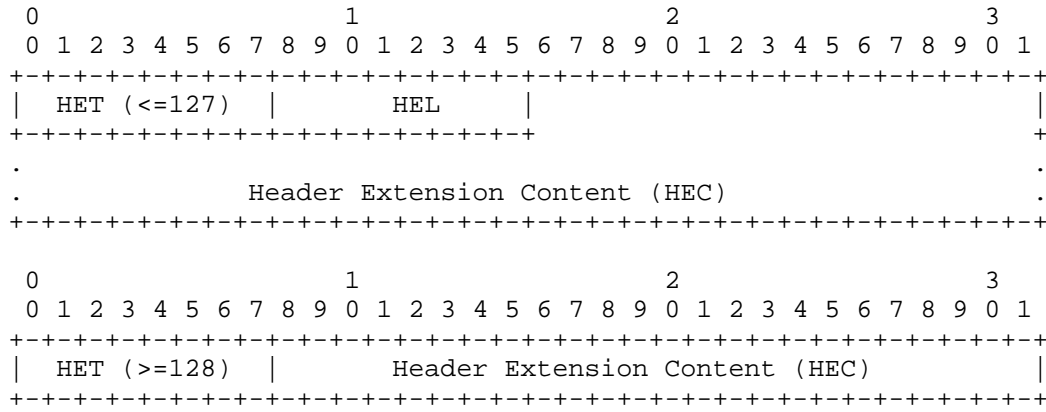 0                   1                   2                   3
 0 1 2 3 4 5 6 7 8 9 0 1 2 3 4 5 6 7 8 9 0 1 2 3 4 5 6 7 8 9 0 1
+-+-+-+-+-+-+-+-+-+-+-+-+-+-+-+-+-+-+-+-+-+-+-+-+-+-+-+-+-+-+-+-+
|  HET (<=127)  |       HEL     |                               |
+-+-+-+-+-+-+-+-+-+-+-+-+-+-+-+-+                               +
.                                                               .
.              Header Extension Content (HEC)                   .
+-+-+-+-+-+-+-+-+-+-+-+-+-+-+-+-+-+-+-+-+-+-+-+-+-+-+-+-+-+-+-+-+

 0                   1                   2                   3
 0 1 2 3 4 5 6 7 8 9 0 1 2 3 4 5 6 7 8 9 0 1 2 3 4 5 6 7 8 9 0 1
+-+-+-+-+-+-+-+-+-+-+-+-+-+-+-+-+-+-+-+-+-+-+-+-+-+-+-+-+-+-+-+-+
|  HET (>=128)  |       Header Extension Content (HEC)          |
+-+-+-+-+-+-+-+-+-+-+-+-+-+-+-+-+-+-+-+-+-+-+-+-+-+-+-+-+-+-+-+-+